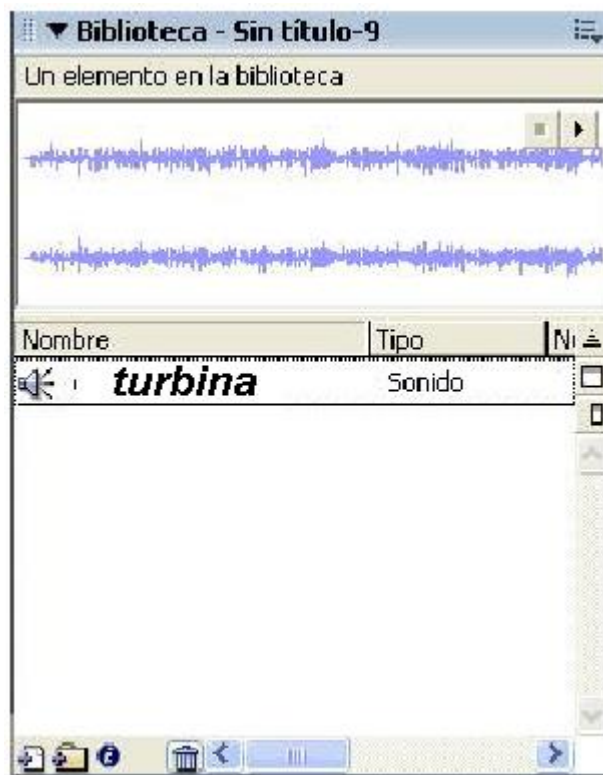 Biblioteca - Sin título-9
Un elemento en la biblioteca
Nombre Tipo
turbina Sonido